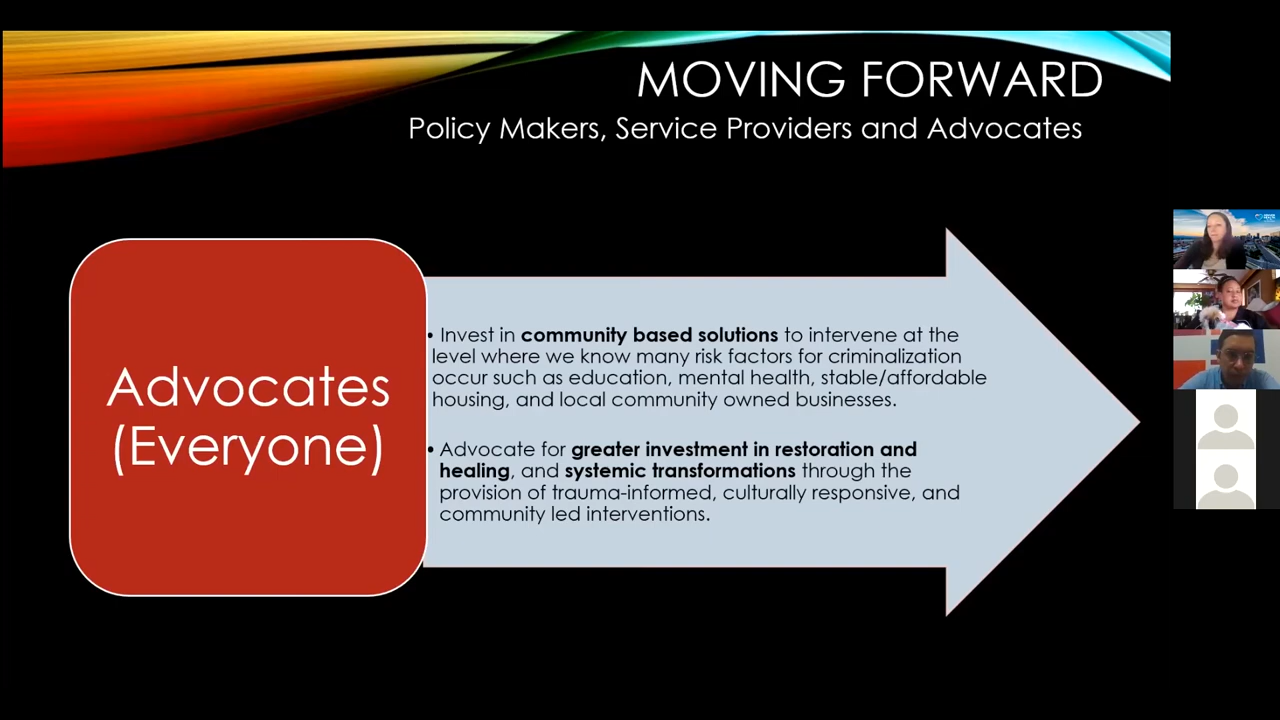 MOVING FORWARD
Policy Makers, Service Providers and Advocates
Advocates
(Everyone)
• Invest in community based solutions to intervene at the
level where we know many risk factors for criminalization
occur such as education, mental health, stable/affordable
housing, and local community owned businesses.
• Advocate for greater investment in restoration and
healing, and systemic transformations through the
provision of trauma-informed, culturally responsive, and
community led interventions.